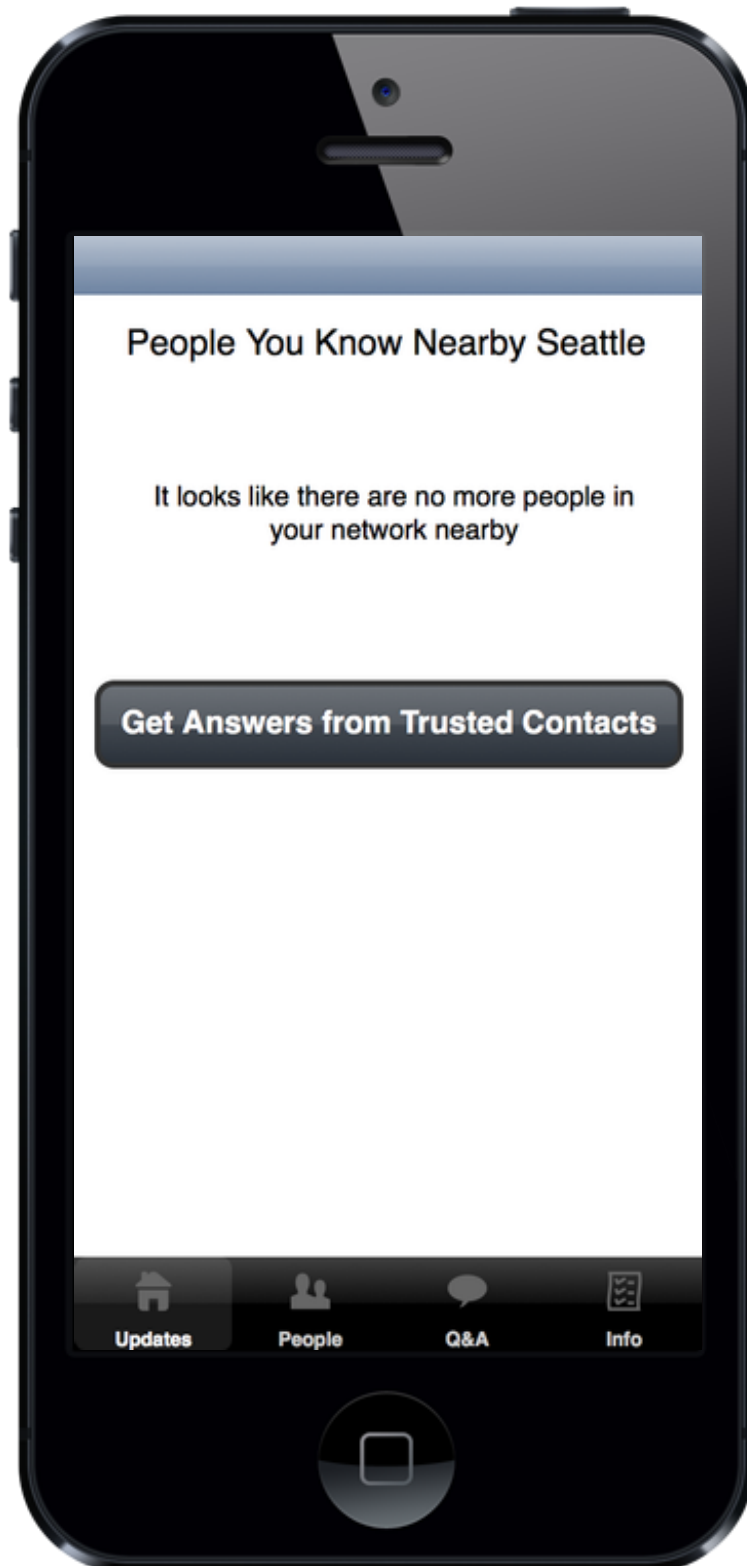 People You Know Nearby Seattle
It looks like there are no more people in
your network nearby
Get Answers from Trusted Contacts
Updates People Q&A Info